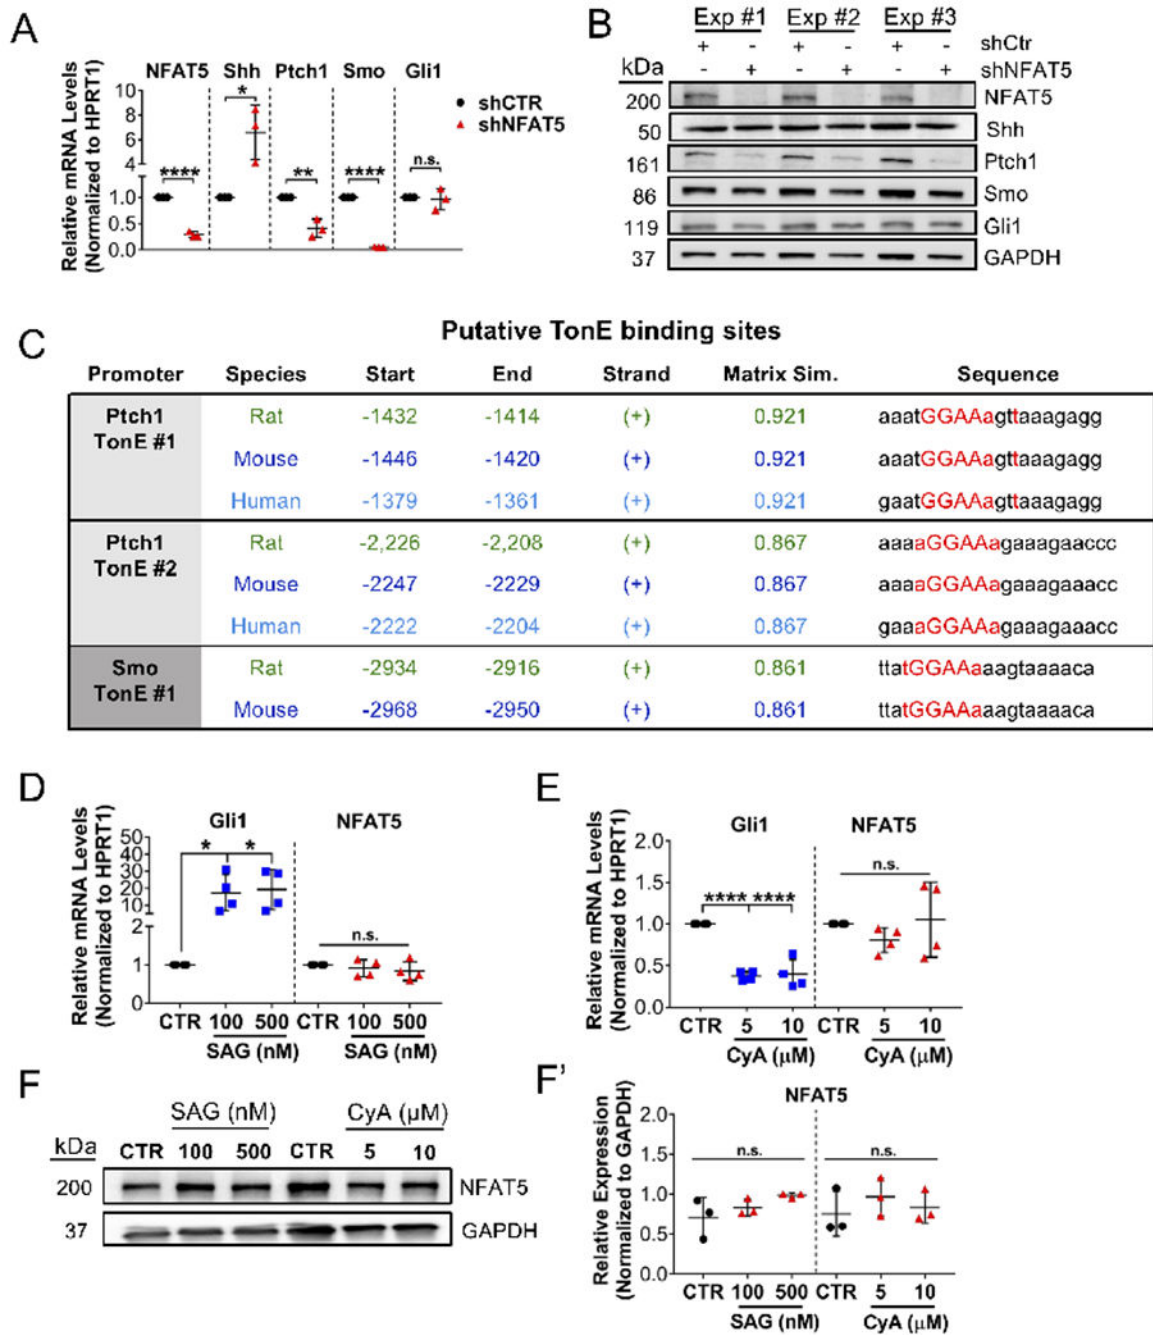 A
NFAT5 Shh Ptch1 Smo Gli1
Relative mRNA Levels
(Normalized to HPRT1)
10
8
6
4
1.0
0.5
0.0
**** * ** **** n.s.
shCTR
shNFAT5
B
Exp #1 Exp #2 Exp #3
+ - + - + - shCtr
kDa - + - + - + shNFAT5
200 NFAT5
50 Shh
161 Ptch1
86 Smo
119 Gli1
37 GAPDH
C
Putative TonE binding sites
Promoter Species Start End Strand Matrix Sim. Sequence
Ptch1 TonE #1 Rat -1432 -1414 (+) 0.921 aaatGGAAagttaaagagg
Mouse -1446 -1420 (+) 0.921 aaatGGAAagttaaagagg
Human -1379 -1361 (+) 0.921 gaatGGAAagttaaagagg
Ptch1 TonE #2 Rat -2,226 -2,208 (+) 0.867 aaaaGGAAagaaagaaccc
Mouse -2247 -2229 (+) 0.867 aaaaGGAAagaaagaaacc
Human -2222 -2204 (+) 0.867 gaaaGGAAagaaagaaacc
Smo TonE #1 Rat -2934 -2916 (+) 0.861 ttatGGAAaaagtaaaaca
Mouse -2968 -2950 (+) 0.861 ttatGGAAaaagtaaaaca
D
Gli1 NFAT5
Relative mRNA Levels
(Normalized to HPRT1)
50
40
30
20
10
2
1
0
* * n.s.
CTR 100 500 CTR 100 500
SAG (nM) SAG (nM)
E
Gli1 NFAT5
Relative mRNA Levels
(Normalized to HPRT1)
2.0
1.5
1.0
0.5
0.0
**** **** n.s.
CTR 5 10 CTR 5 10
CyA (µM) CyA (µM)
F
SAG (nM) CyA (µM)
kDa CTR 100 500 CTR 5 10
200 NFAT5
37 GAPDH
F'
NFAT5
Relative Expression
(Normalized to GAPDH)
2.0
1.5
1.0
0.5
0.0
n.s. n.s.
CTR 100 500 CTR 5 10
SAG (nM) CyA (µM)